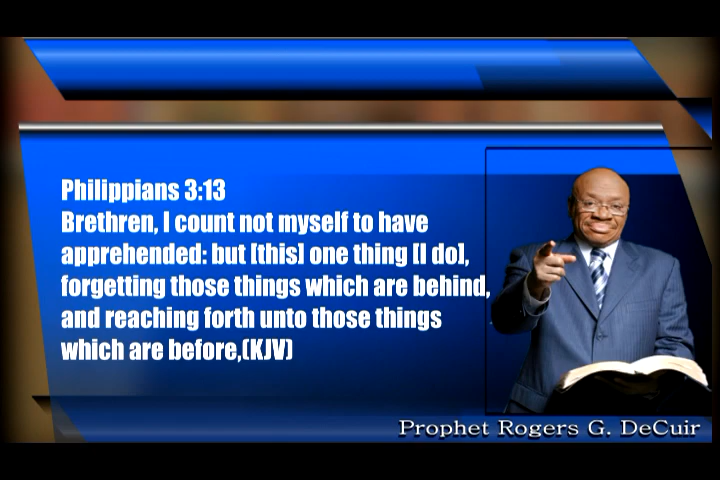 Philippians 3:13
Brethren, I count not myself to have
apprehended: but [this] one thing [I do],
forgetting those things which are behind,
and reaching forth unto those things
which are before,(KJV)
Prophet Rogers G. DeCuir